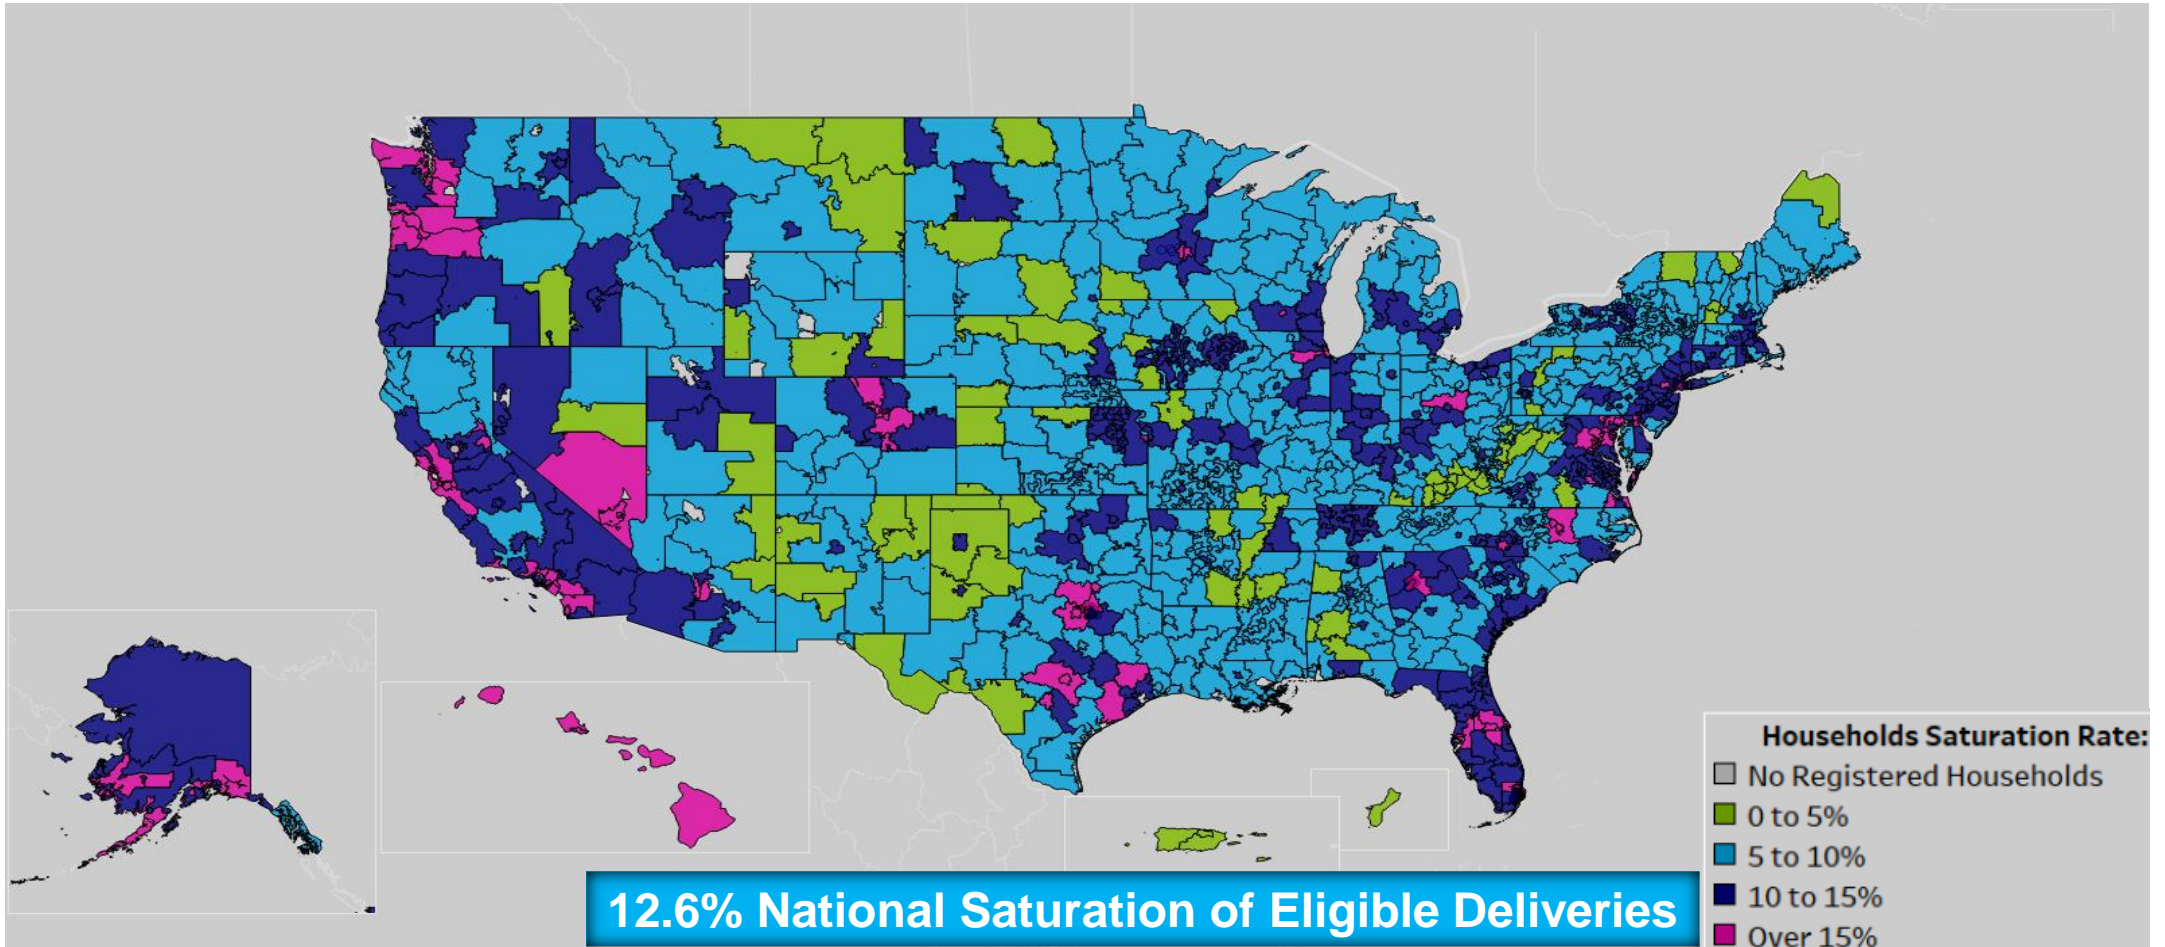 Households Saturation Rate:
No Registered Households
0 to 5%
5 to 10%
10 to 15%
Over 15%
12.6% National Saturation of Eligible Deliveries